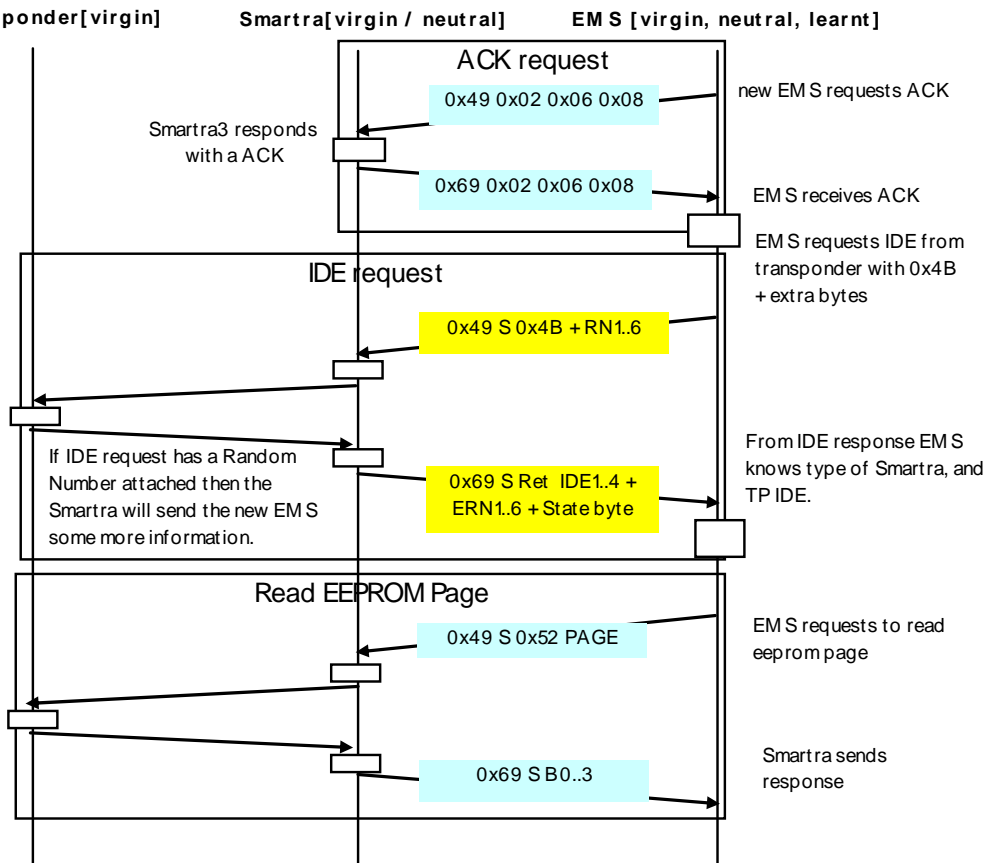 ponder[virgin]
Smartra[virgin / neutral]
EMS [virgin, neutral, learnt]
ACK request
0x49 0x02 0x06 0x08
new EMS requests ACK
Smartra3 responds
with a ACK
0x69 0x02 0x06 0x08
EMS receives ACK
EMS requests IDE from
transponder with 0x4B
+ extra bytes
IDE request
0x49 S 0x4B + RN1..6
If IDE request has a Random
Number attached then the
Smartra will send the new EMS
some more information.
0x69 S Ret IDE1..4 +
ERN1..6 + State byte
From IDE response EMS
knows type of Smartra, and
TP IDE.
Read EEPROM Page
0x49 S 0x52 PAGE
EMS requests to read
eeprom page
0x69 S B0..3
Smartra sends
response